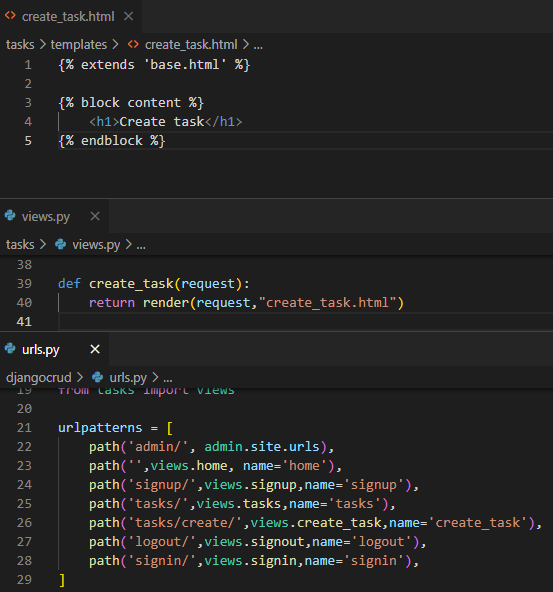 create_task.html
tasks > templates > create_task.html > ...
1 {% extends 'base.html' %}
2
3 {% block content %}
4 <h1>Create task</h1>
5 {% endblock %}
views.py
tasks > views.py > ...
38
39 def create_task(request):
40 return render(request,"create_task.html")
41
urls.py
djangocrud > urls.py > ...
19 from tasks import views
20
21 urlpatterns = [
22 path('admin/', admin.site.urls),
23 path('',views.home, name='home'),
24 path('signup/',views.signup,name='signup'),
25 path('tasks/',views.tasks,name='tasks'),
26 path('tasks/create/',views.create_task,name='create_task'),
27 path('logout/',views.signout,name='logout'),
28 path('signin/',views.signin,name='signin'),
29 ]